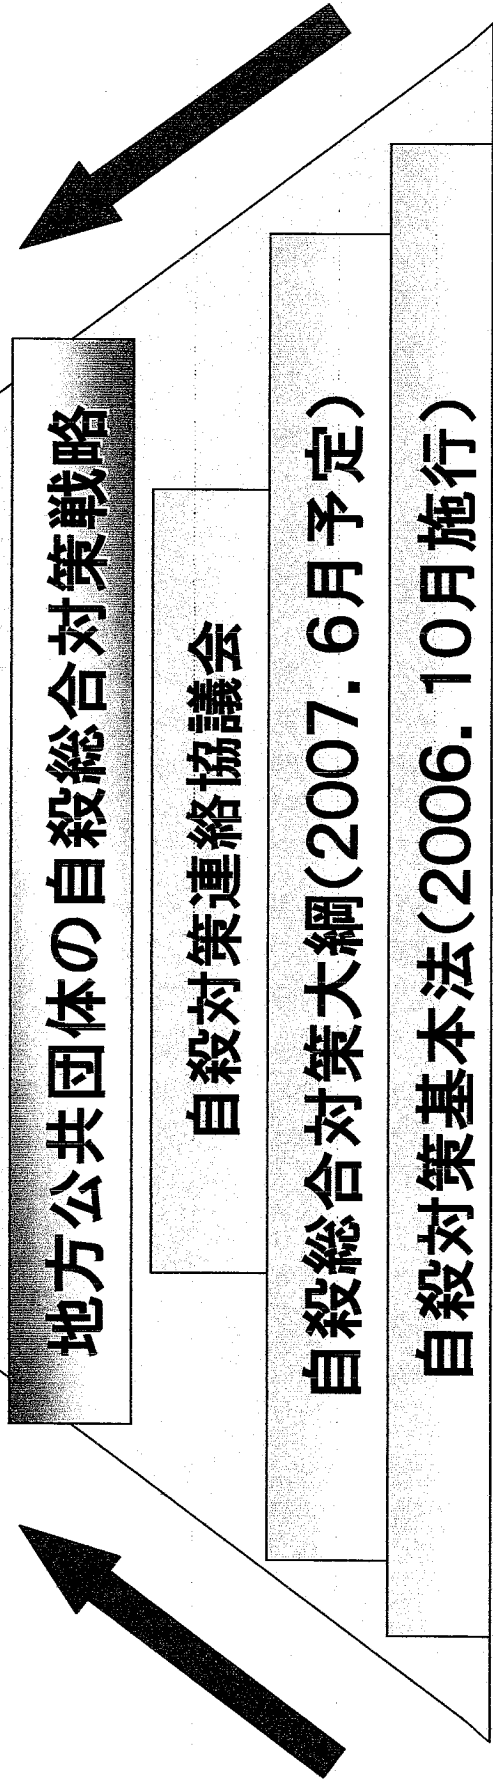 地方公共団体の自殺総合対策戦略
自殺対策連絡協議会
自殺総合対策大綱(2007. 6月予定)
自殺対策基本法(2006. 10月施行)